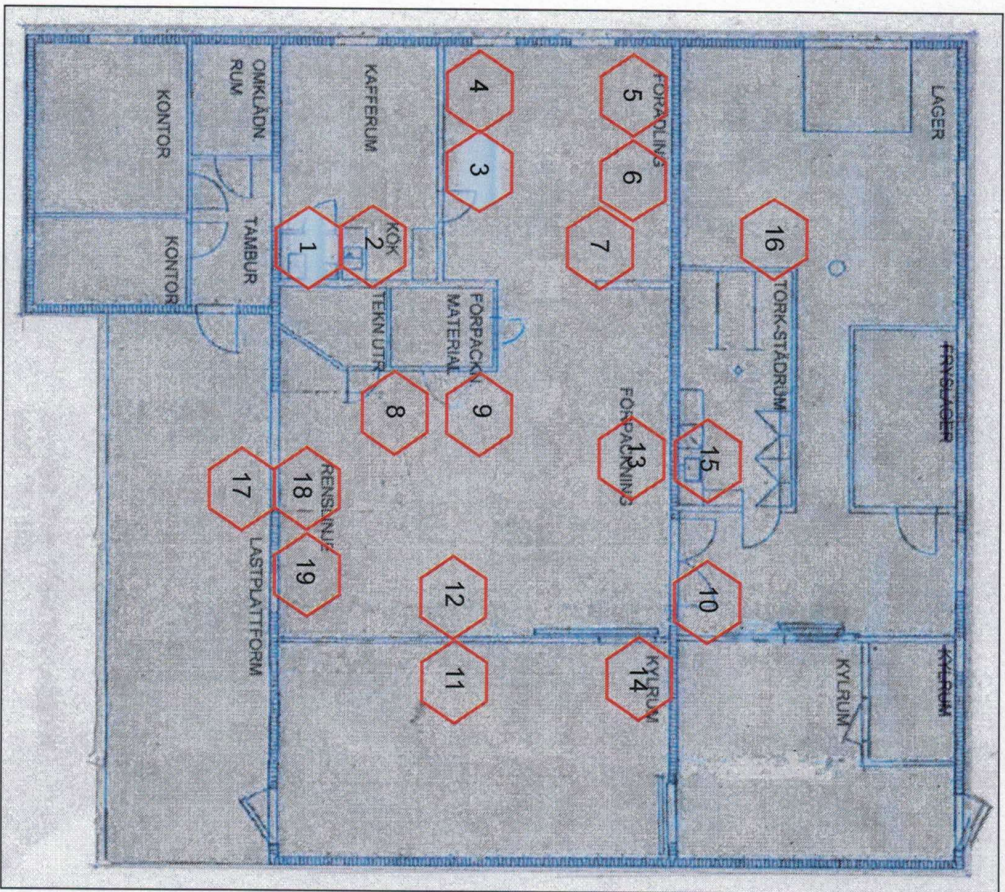 LAGER
FRYSLAGER
KYLRUM
KYLRUM
TORK-STÄDRUM
16
15
10
FÖRÄDLING
5
6
7
FÖRPACKNING
13
KYLRUM
14
4
3
FÖRPACKN
MATERIAL
9
12
11
KAFFERUM
KÖK
2
TEKN.UTR
8
RENSLINJE
1
18
19
OMKLÄDN.
RUM
TAMBUR
17
LASTPLATTFORM
KONTOR
KONTOR